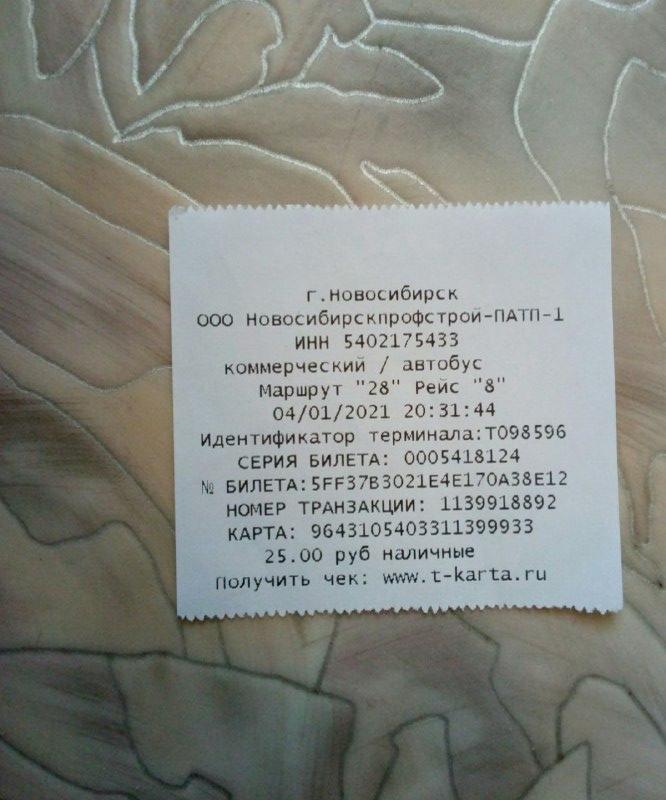 г.Новосибирск
ООО Новосибирскпрофстрой-ПАТП-1
ИНН 5402175433
коммерческий / автобус
Маршрут "28" Рейс "8"
04/01/2021 20:31:44
Идентификатор терминала:T098596
СЕРИЯ БИЛЕТА: 0005418124
№ БИЛЕТА:5FF37B3021E4E170A38E12
НОМЕР ТРАНЗАКЦИИ: 1139918892
КАРТА: 9643105403311399933
25.00 руб наличные
Получить чек: www.t-karta.ru